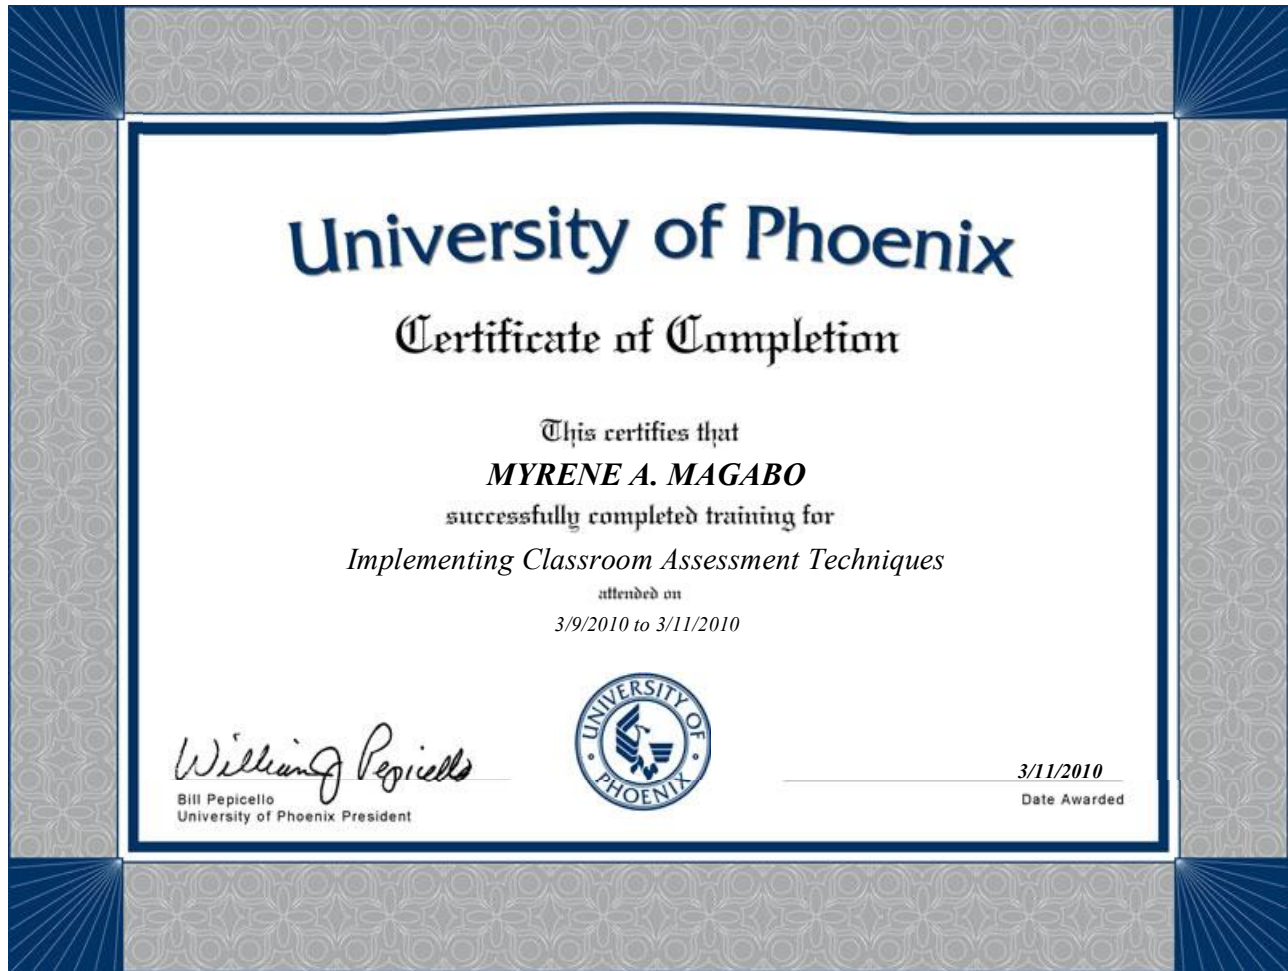 University of Phoenix
Certificate of Completion
This certifies that
MYRENE A. MAGABO
successfully completed training for
Implementing Classroom Assessment Techniques
attended on
3/9/2010 to 3/11/2010
William J Pepicello
Bill Pepicello
University of Phoenix President
UNIVERSITY OF PHOENIX
3/11/2010
Date Awarded